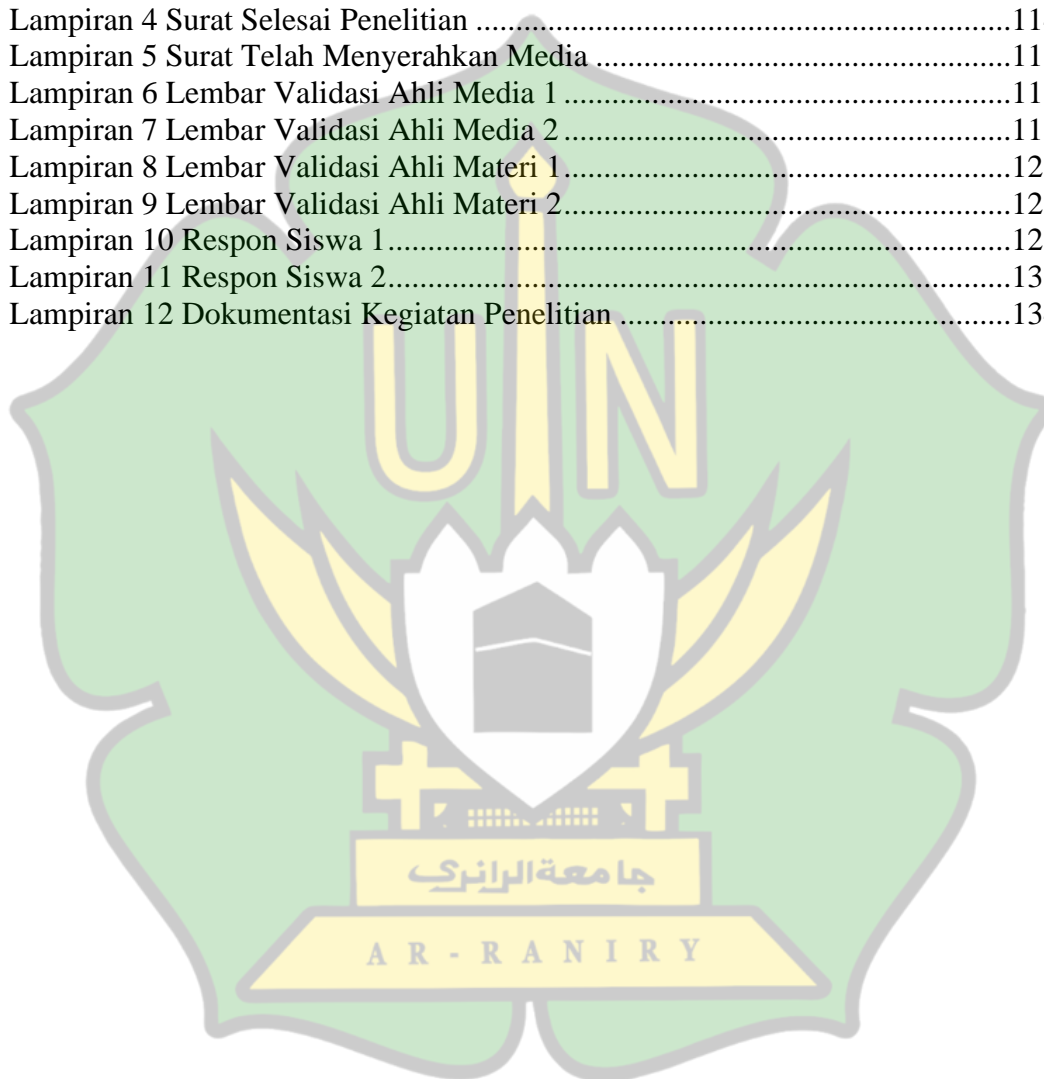 Lampiran 4 Surat Selesai Penelitian ................................................................11
Lampiran 5 Surat Telah Menyerahkan Media ..................................................11
Lampiran 6 Lembar Validasi Ahli Media 1 ......................................................11
Lampiran 7 Lembar Validasi Ahli Media 2 ......................................................11
Lampiran 8 Lembar Validasi Ahli Materi 1......................................................12
Lampiran 9 Lembar Validasi Ahli Materi 2......................................................12
Lampiran 10 Respon Siswa 1............................................................................12
Lampiran 11 Respon Siswa 2............................................................................13
Lampiran 12 Dokumentasi Kegiatan Penelitian ...............................................13
UIN
جامعةالرانري
AR-RANIRY